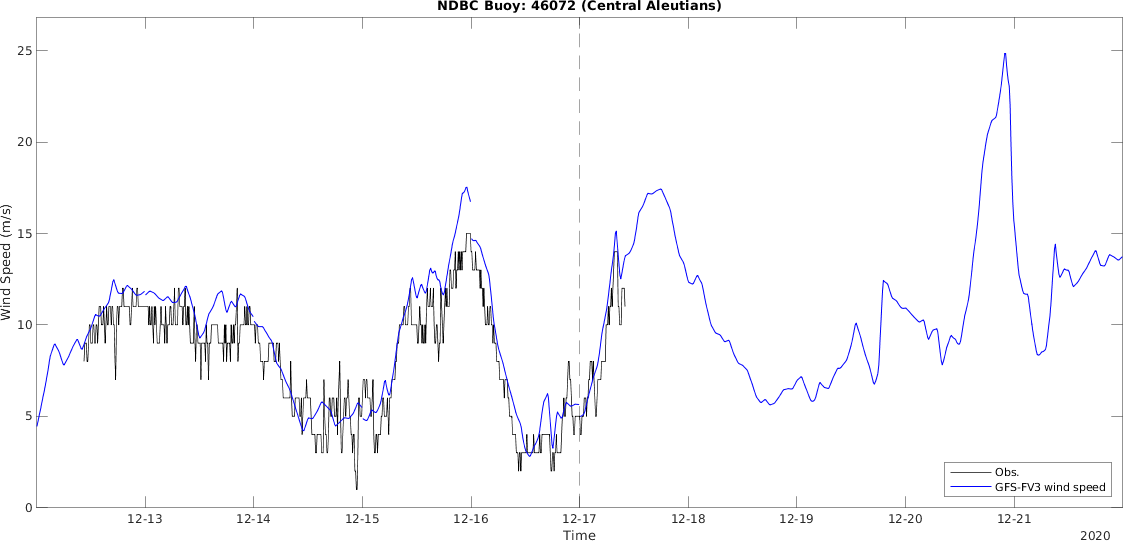 NDBC Buoy: 46072 (Central Aleutians)
25
20
15
10
5
0
Wind Speed (m/s)
12-13 12-14 12-15 12-16 12-17 12-18 12-19 12-20 12-21
Time
2020
Obs.
GFS-FV3 wind speed